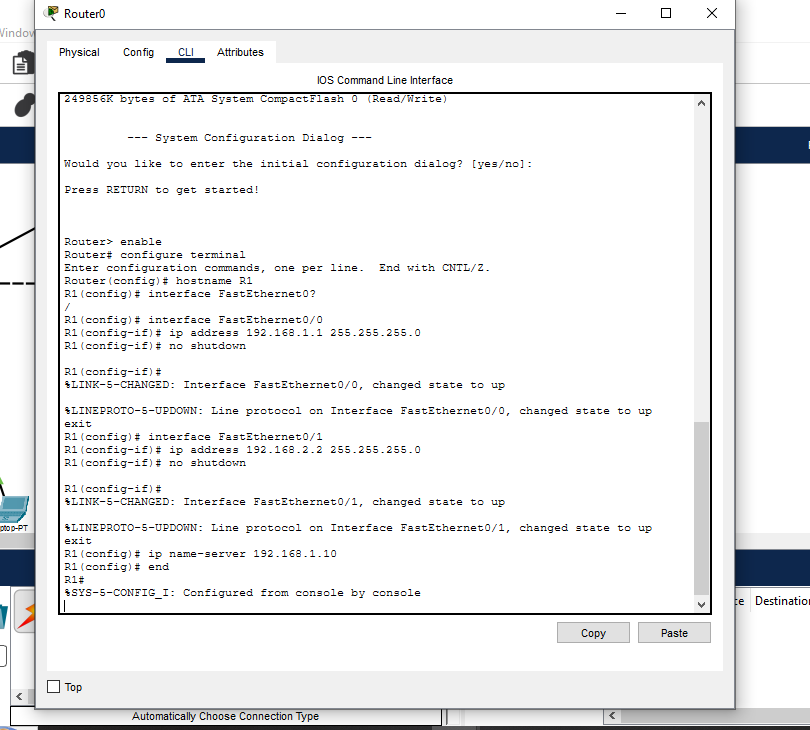 Window
Router0
Physical Config CLI Attributes
IOS Command Line Interface
249856K bytes of ATA System CompactFlash 0 (Read/Write)
--- System Configuration Dialog ---
Would you like to enter the initial configuration dialog? [yes/no]:
Press RETURN to get started!
Router> enable
Router# configure terminal
Enter configuration commands, one per line.  End with CNTL/Z.
Router(config)# hostname R1
R1(config)# interface FastEthernet0?
/
R1(config)# interface FastEthernet0/0
R1(config-if)# ip address 192.168.1.1 255.255.255.0
R1(config-if)# no shutdown
R1(config-if)#
%LINK-5-CHANGED: Interface FastEthernet0/0, changed state to up
%LINEPROTO-5-UPDOWN: Line protocol on Interface FastEthernet0/0, changed state to up
exit
R1(config)# interface FastEthernet0/1
R1(config-if)# ip address 192.168.2.2 255.255.255.0
R1(config-if)# no shutdown
R1(config-if)#
%LINK-5-CHANGED: Interface FastEthernet0/1, changed state to up
%LINEPROTO-5-UPDOWN: Line protocol on Interface FastEthernet0/1, changed state to up
exit
R1(config)# ip name-server 192.168.1.10
R1(config)# end
R1#
%SYS-5-CONFIG_I: Configured from console by console
ptop-PT
ce Destination
Copy Paste
Top
Automatically Choose Connection Type